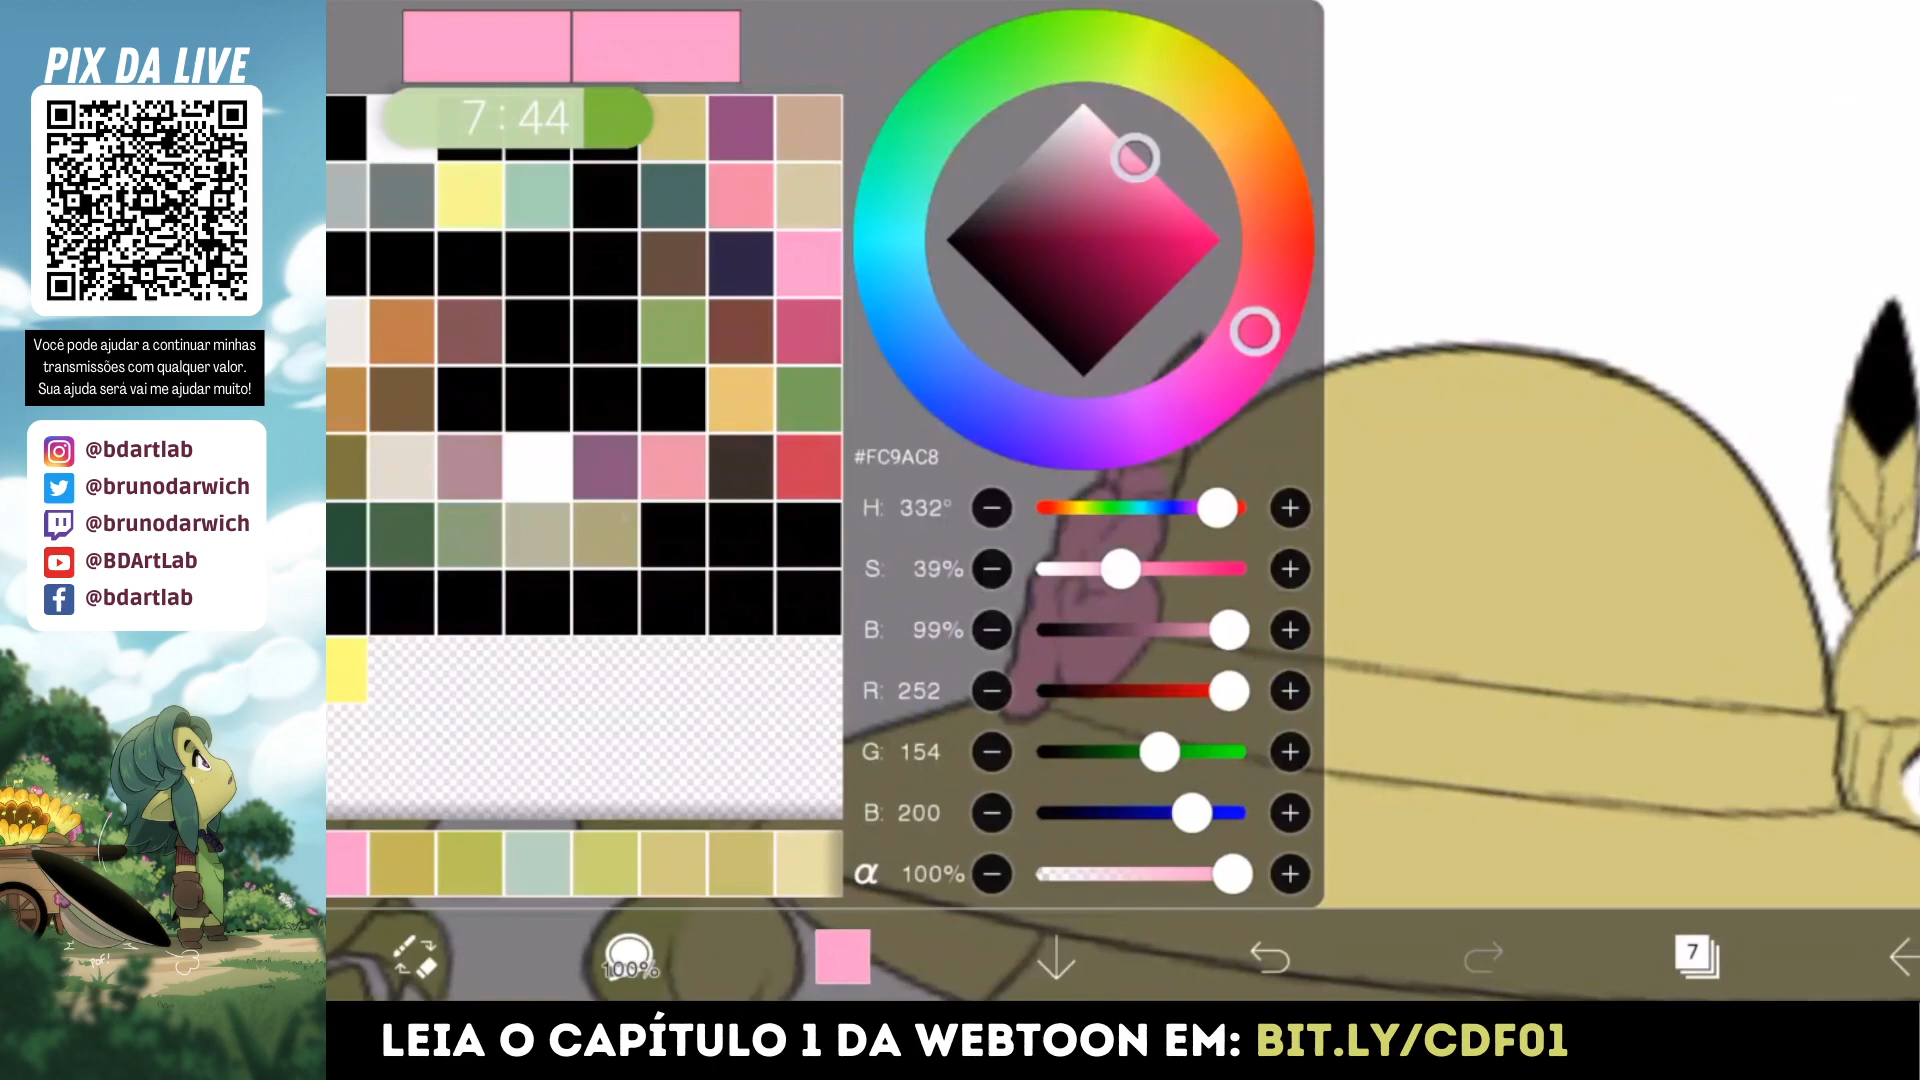 PIX DA LIVE
Você pode ajudar a continuar minhas
transmissões com qualquer valor.
Sua ajuda será vai me ajudar muito!
@bdartlab
@brunodarwich
@brunodarwich
@BDArtLab
@bdartlab
POF!
7:44
#FC9AC8
H: 332°
S: 39%
B: 99%
R: 252
G: 154
B: 200
α 100%
100%
7
LEIA O CAPÍTULO 1 DA WEBTOON EM: BIT.LY/CDF01